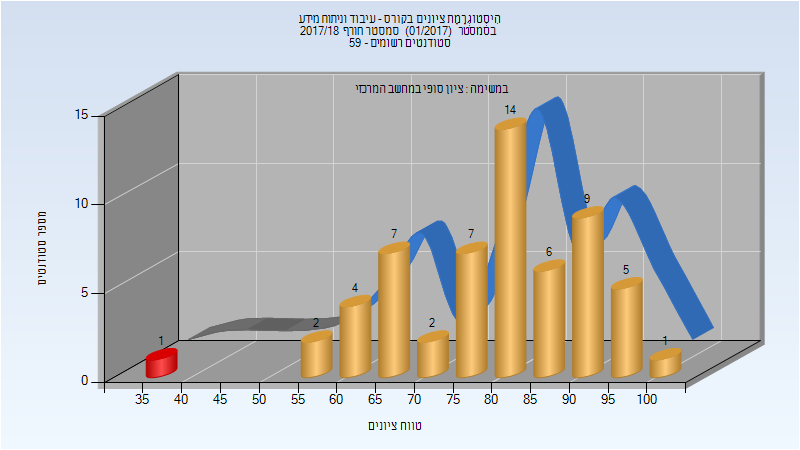 היסטוגרמת ציונים בקורס - עיבוד וניתוח מידע
בסמסטר (01/2017) סמסטר חורף 2017/18
סטודנטים רשומים - 59
במשימה : ציון סופי במחשב המרכזי
מספר סטודנטים
15
10
5
0
1
2
4
7
2
7
14
6
9
5
1
35 40 45 50 55 60 65 70 75 80 85 90 95 100
טווח ציונים